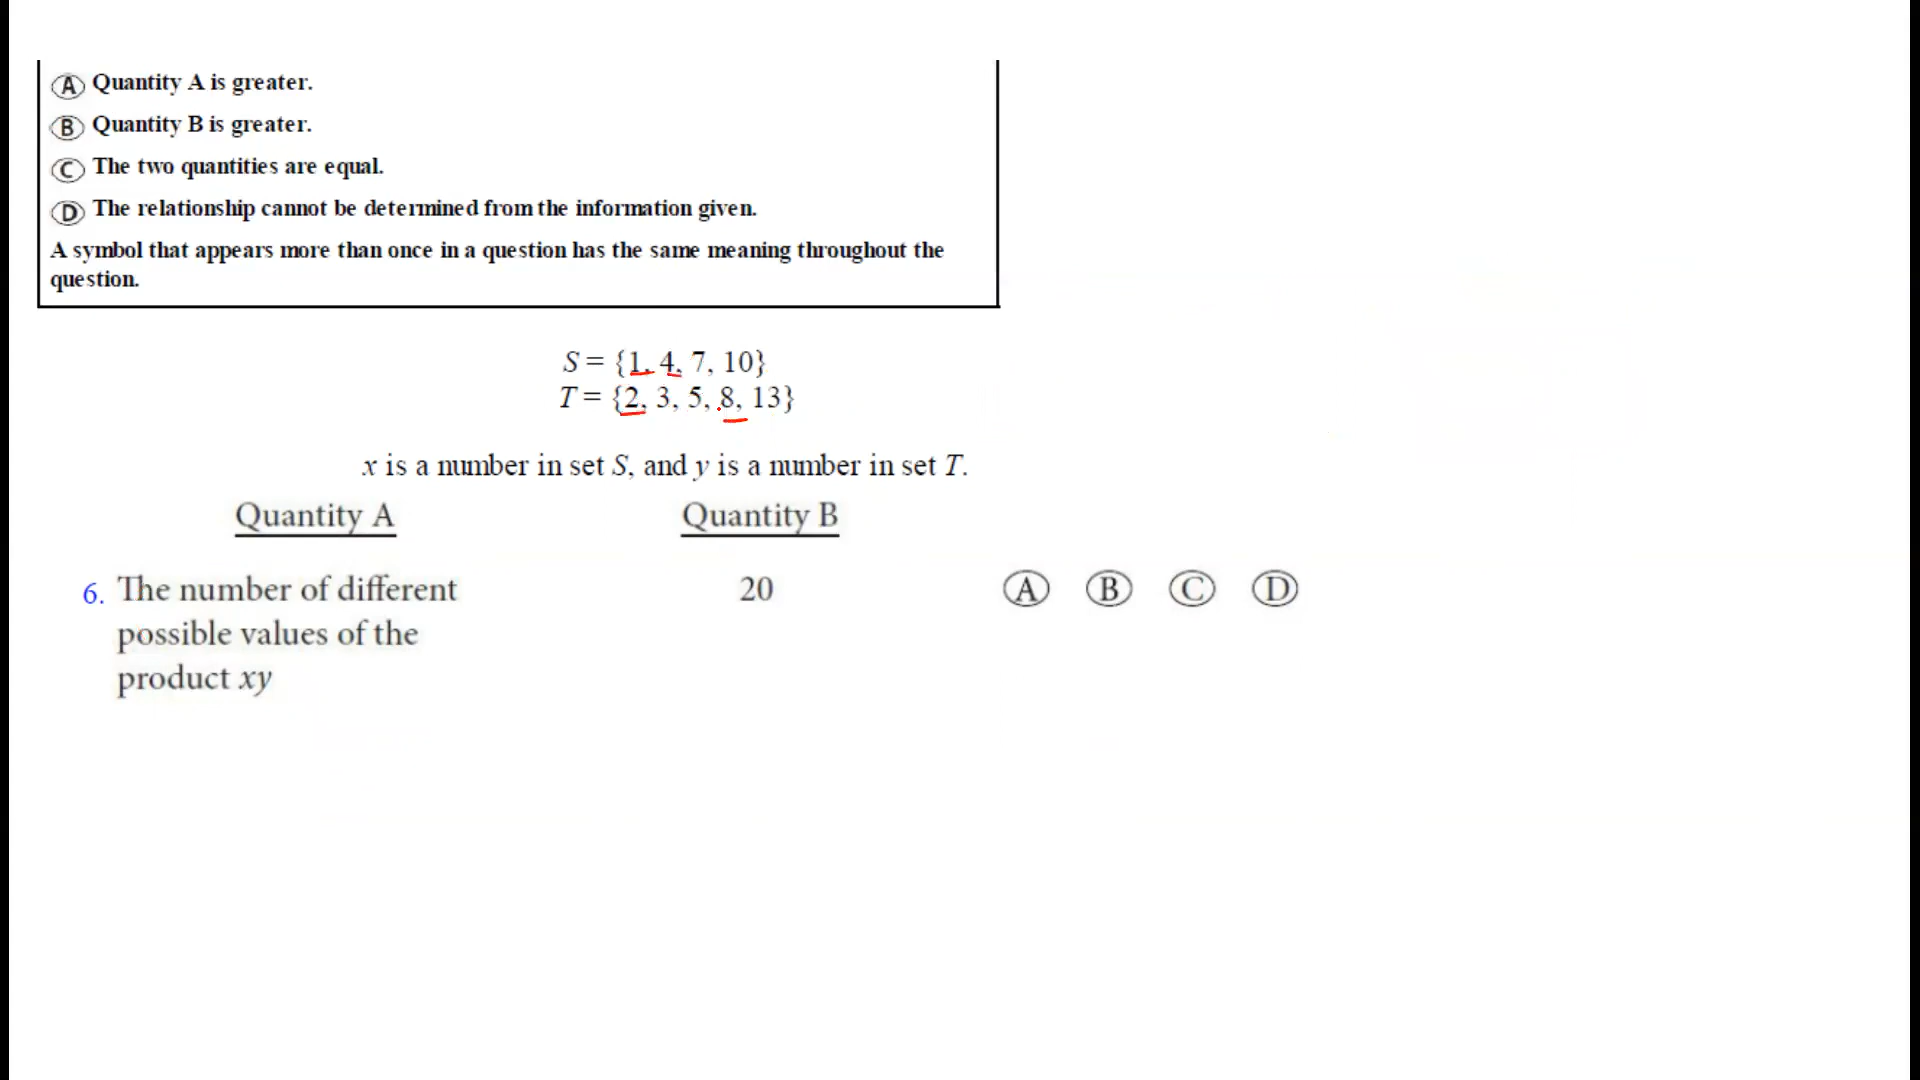 A Quantity A is greater.
B Quantity B is greater.
C The two quantities are equal.
D The relationship cannot be determined from the information given.
A symbol that appears more than once in a question has the same meaning throughout the
question.
S = {1, 4, 7, 10}
T = {2, 3, 5, 8, 13}
x is a number in set S, and y is a number in set T.
Quantity A Quantity B
6. The number of different 20 A B C D
possible values of the
product xy